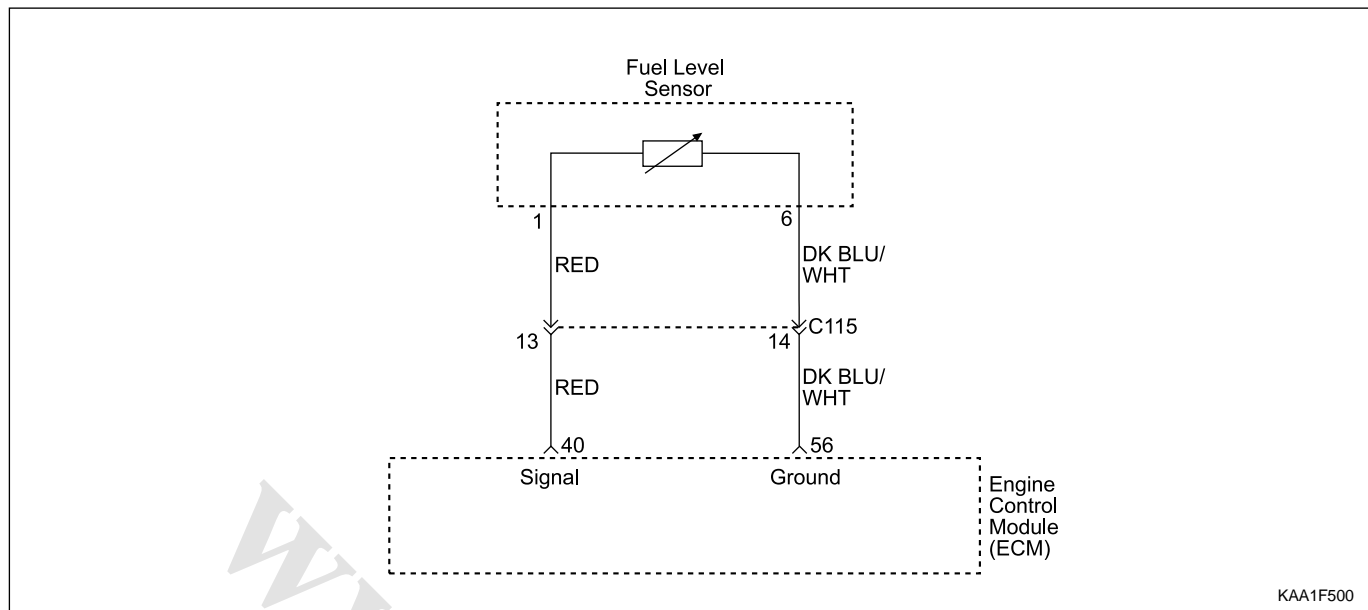 Fuel Level
Sensor
1
6
RED
DK BLU/
WHT
13
14
C115
RED
DK BLU/
WHT
40
56
Signal
Ground
Engine
Control
Module
(ECM)
KAA1F500